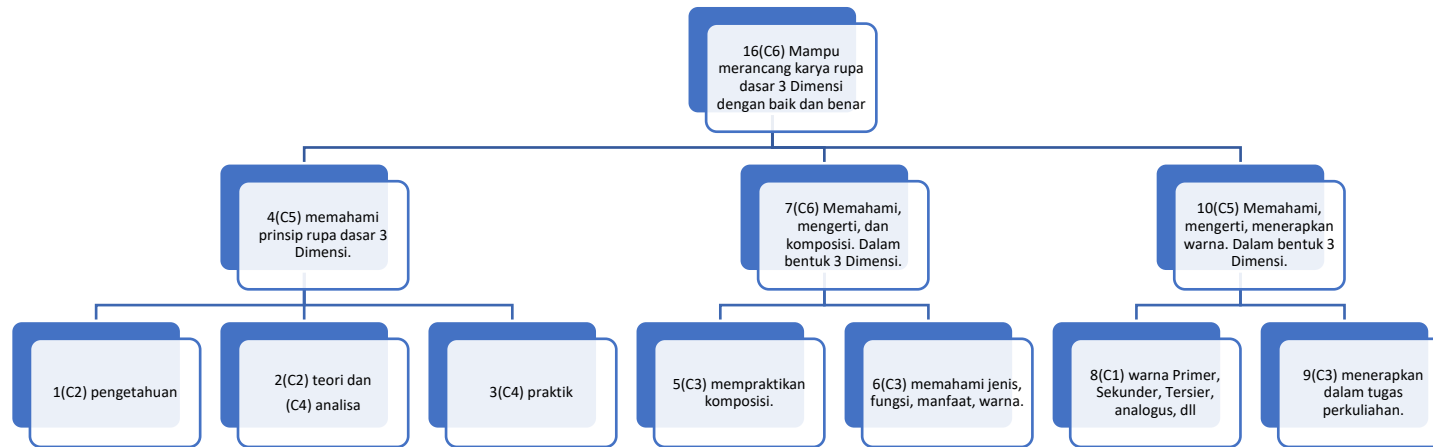 16(C6) Mampu
merancang karya rupa
dasar 3 Dimensi
dengan baik dan benar
4(C5) memahami
prinsip rupa dasar 3
Dimensi.
7(C6) Memahami,
mengerti, dan
komposisi. Dalam
bentuk 3 Dimensi.
10(C5) Memahami,
mengerti, menerapkan
warna. Dalam bentuk 3
Dimensi.
1(C2) pengetahuan
2(C2) teori dan
(C4) analisa
3(C4) praktik
5(C3) mempraktikan
komposisi.
6(C3) memahami jenis,
fungsi, manfaat, warna.
8(C1) warna Primer,
Sekunder, Tersier,
analogus, dll
9(C3) menerapkan
dalam tugas
perkuliahan.